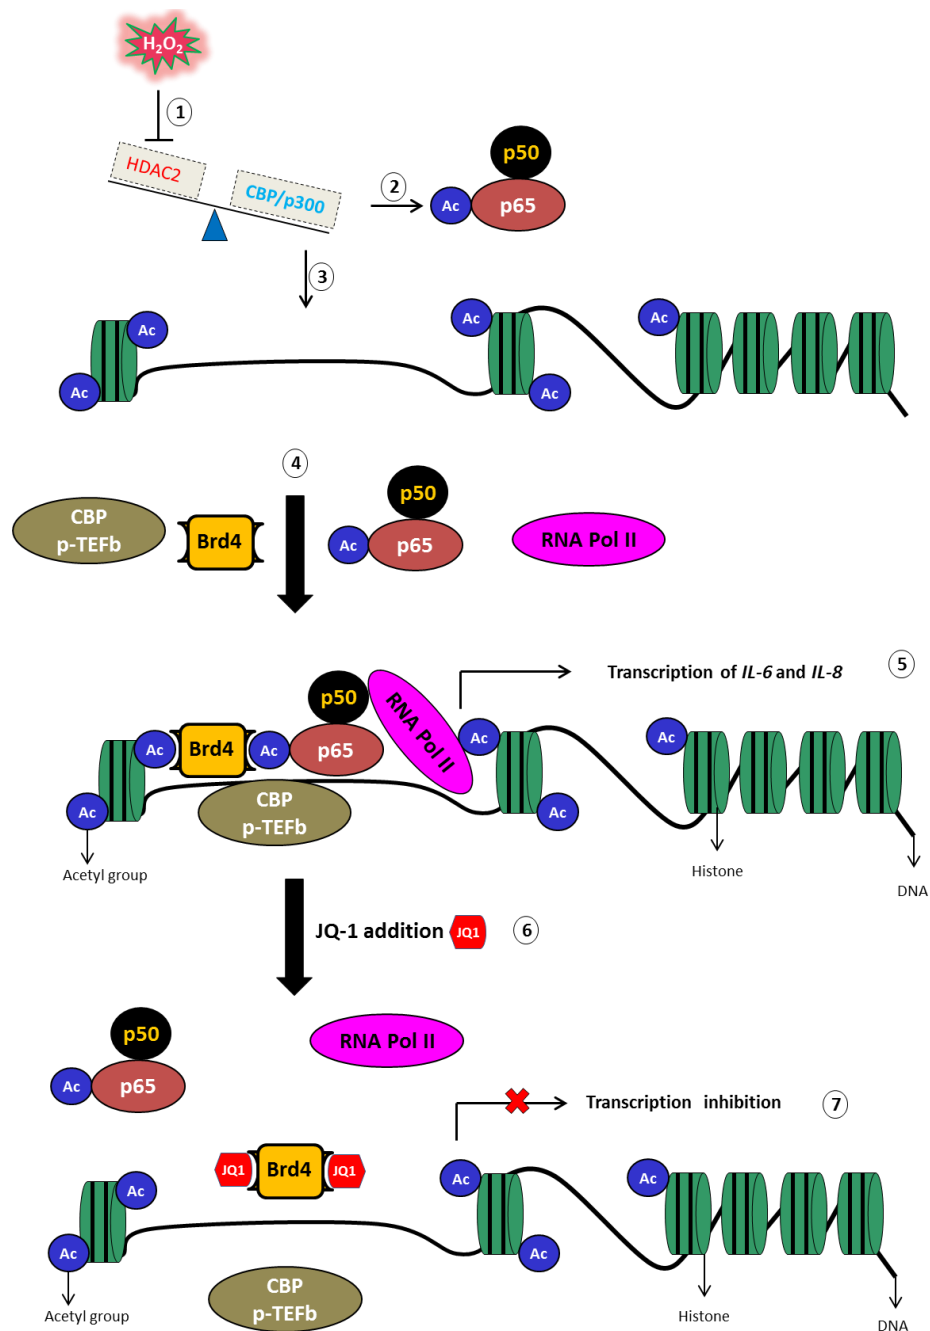 H₂O₂
1
HDAC2
CBP/p300
2
p50
Ac
p65
3
Ac
Ac
Ac
Ac
Ac
4
CBP
p-TEFb
Brd4
p50
Ac
p65
RNA Pol II
Transcription of IL-6 and IL-8
5
p50
RNA Pol II
Ac
Brd4
Ac
p65
Ac
Ac
CBP
p-TEFb
Ac
Ac
Acetyl group
Histone
DNA
JQ-1 addition
JQ1
6
p50
Ac
p65
RNA Pol II
Transcription inhibition
7
JQ1
Brd4
JQ1
Ac
Ac
Ac
Ac
Ac
CBP
p-TEFb
Acetyl group
Histone
DNA